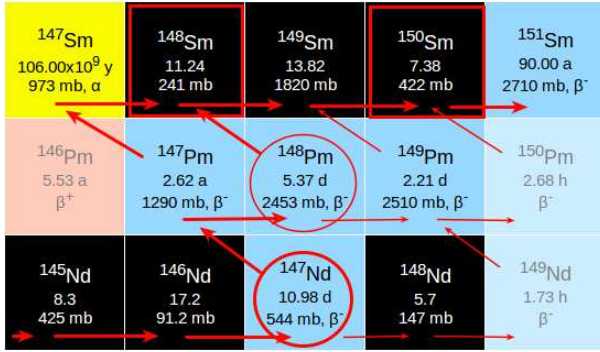 ¹⁴⁷Sm
106.00x10⁹ y
973 mb, α
¹⁴⁸Sm
11.24
241 mb
¹⁴⁹Sm
13.82
1820 mb
¹⁵⁰Sm
7.38
422 mb
¹⁵¹Sm
90.00 a
2710 mb, β⁻
¹⁴⁶Pm
5.53 a
β⁺
¹⁴⁷Pm
2.62 a
1290 mb, β⁻
¹⁴⁸Pm
5.37 d
2453 mb, β⁻
¹⁴⁹Pm
2.21 d
2510 mb, β⁻
¹⁵⁰Pm
2.68 h
β⁻
¹⁴⁵Nd
8.3
425 mb
¹⁴⁶Nd
17.2
91.2 mb
¹⁴⁷Nd
10.98 d
544 mb, β⁻
¹⁴⁸Nd
5.7
147 mb
¹⁴⁹Nd
1.73 h
β⁻